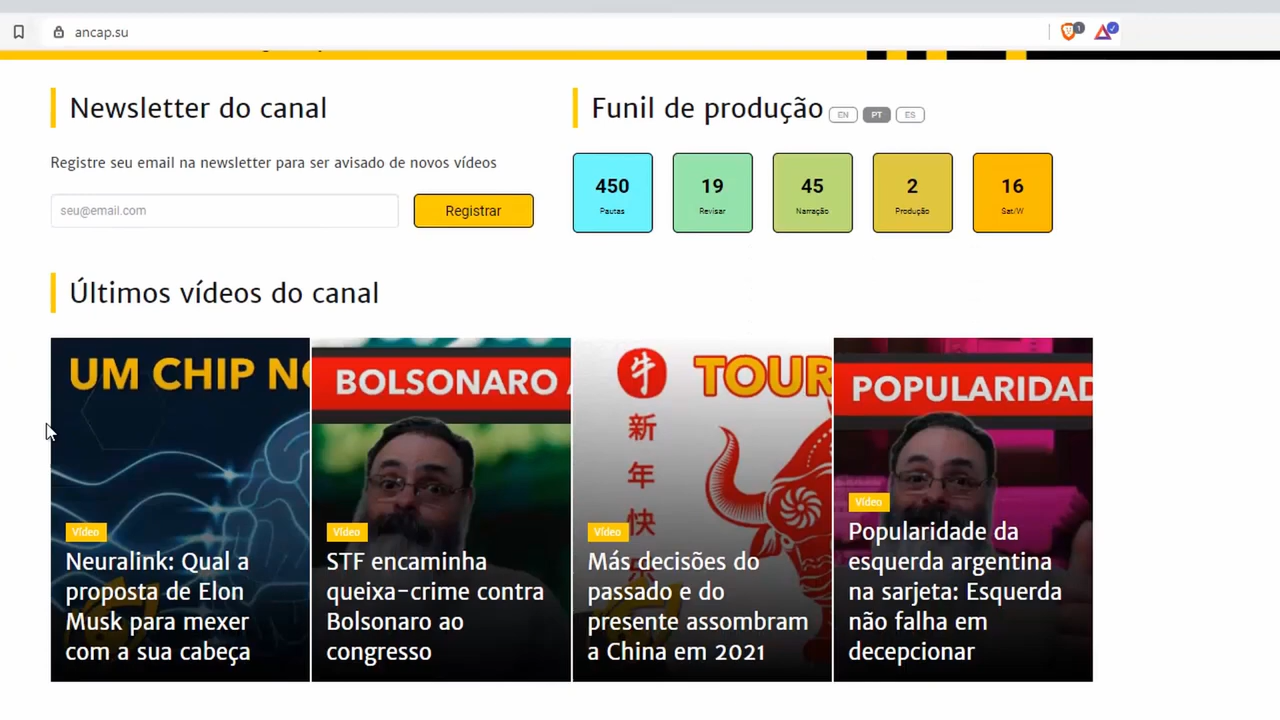 ancap.su
1
Newsletter do canal
Funil de produção
EN
PT
ES
Registre seu email na newsletter para ser avisado de novos vídeos
seu@email.com
Registrar
450
Pautas
19
Revisar
45
Narração
2
Produção
16
Sat/W
Últimos vídeos do canal
UM CHIP NO
Vídeo
Neuralink: Qual a
proposta de Elon
Musk para mexer
com a sua cabeça
BOLSONARO A
Vídeo
STF encaminha
queixa-crime contra
Bolsonaro ao
congresso
牛
新
年
快
TOUR
Vídeo
Más decisões do
passado e do
presente assombram
a China em 2021
POPULARIDAD
Vídeo
Popularidade da
esquerda argentina
na sarjeta: Esquerda
não falha em
decepcionar